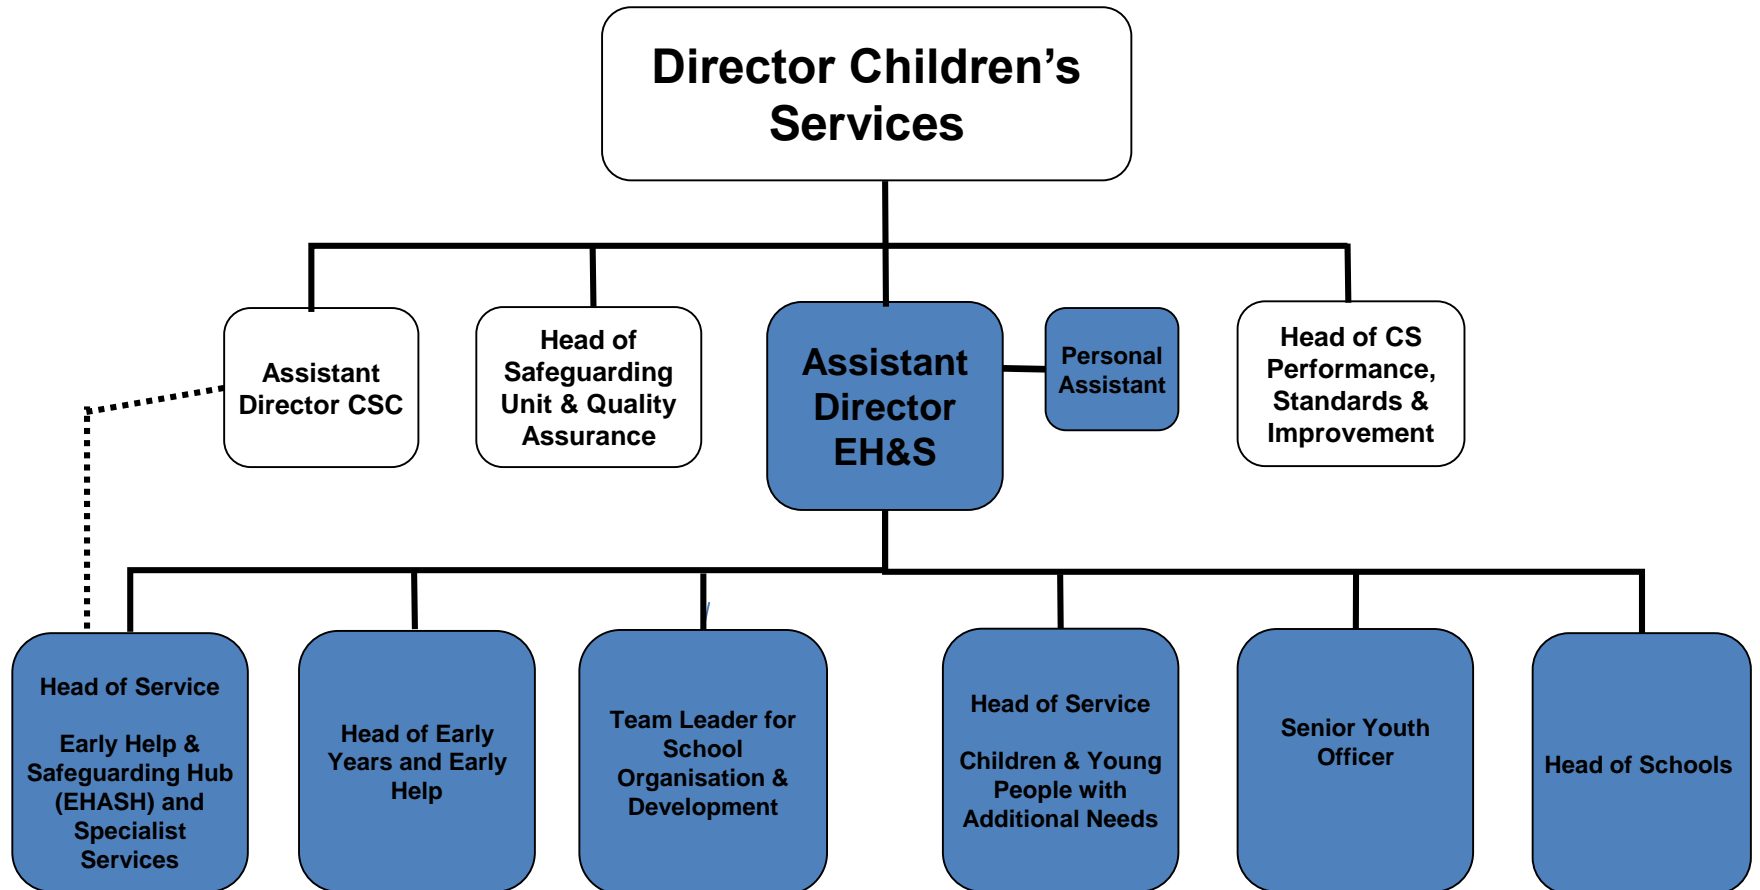 Director Children’s
Services
Assistant
Director CSC
Head of
Safeguarding
Unit & Quality
Assurance
Assistant
Director
EH&S
Personal
Assistant
Head of CS
Performance,
Standards &
Improvement
Head of Service
Early Help &
Safeguarding Hub
(EHASH) and
Specialist
Services
Head of Early
Years and Early
Help
Team Leader for
School
Organisation &
Development
Head of Service
Children & Young
People with
Additional Needs
Senior Youth
Officer
Head of Schools